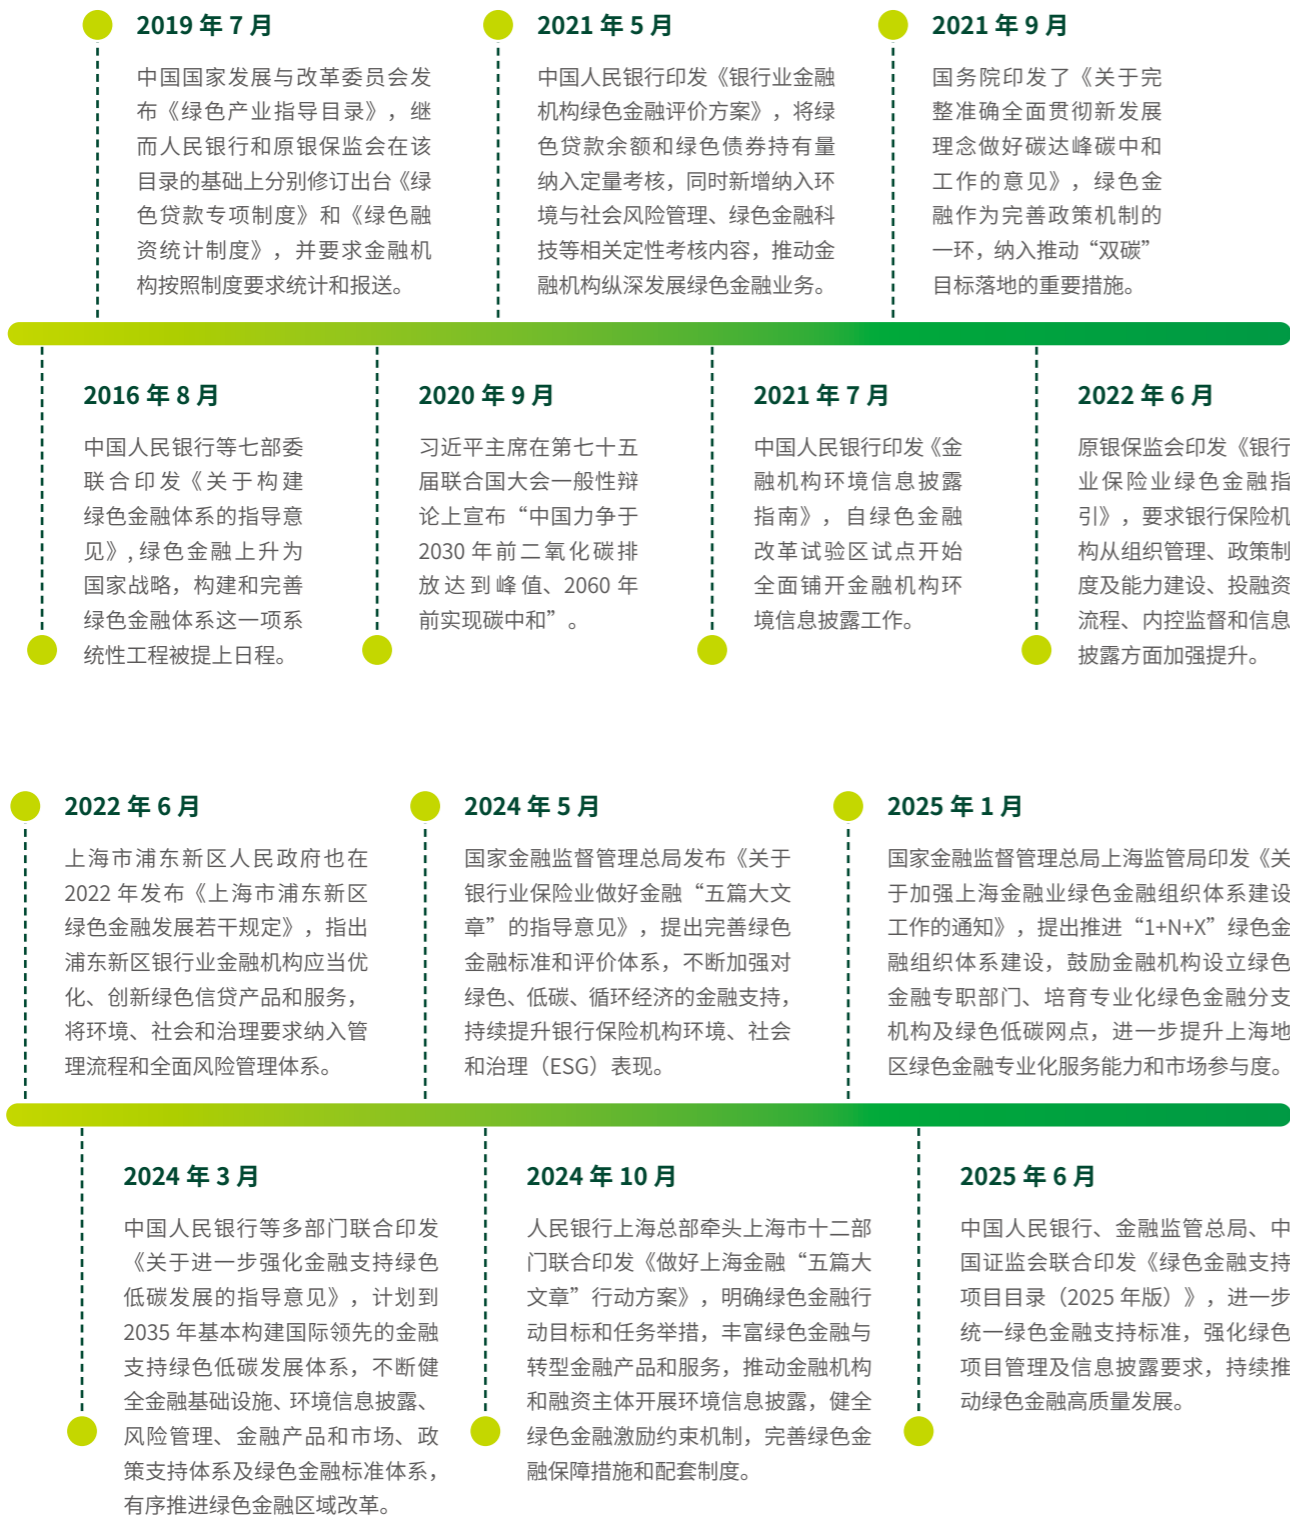 2019 年 7 月
中国国家发展与改革委员会发
布《绿色产业指导目录》，继
而人民银行和原银保监会在该
目录的基础上分别修订出台《绿
色贷款专项制度》和《绿色融
资统计制度》，并要求金融机
构按照制度要求统计和报送。
2021 年 5 月
中国人民银行印发《银行业金融
机构绿色金融评价方案》，将绿
色贷款余额和绿色债券持有量
纳入定量考核，同时新增纳入环
境与社会风险管理、绿色金融科
技等相关定性考核内容，推动金
融机构纵深发展绿色金融业务。
2021 年 9 月
国务院印发了《关于完
整准确全面贯彻新发展
理念做好碳达峰碳中和
工作的意见》，绿色金
融作为完善政策机制的
一环，纳入推动“双碳”
目标落地的重要措施。
2016 年 8 月
中国人民银行等七部委
联合印发《关于构建
绿色金融体系的指导意
见》, 绿色金融上升为
国家战略，构建和完善
绿色金融体系这一项系
统性工程被提上日程。
2020 年 9 月
习近平主席在第七十五
届联合国大会一般性辩
论上宣布“中国力争于
2030 年前二氧化碳排
放达到峰值、2060 年
前实现碳中和”。
2021 年 7 月
中国人民银行印发《金
融机构环境信息披露
指南》，自绿色金融
改革试验区试点开始
全面铺开金融机构环
境信息披露工作。
2022 年 6 月
原银保监会印发《银行
业保险业绿色金融指
引》，要求银行保险机
构从组织管理、政策制
度及能力建设、投融资
流程、内控监督和信息
披露方面加强提升。
2022 年 6 月
上海市浦东新区人民政府也在
2022 年发布《上海市浦东新区
绿色金融发展若干规定》，指出
浦东新区银行业金融机构应当优
化、创新绿色信贷产品和服务，
将环境、社会和治理要求纳入管
理流程和全面风险管理体系。
2024 年 5 月
国家金融监督管理总局发布《关于
银行业保险业做好金融“五篇大文
章”的指导意见》，提出完善绿色
金融标准和评价体系，不断加强对
绿色、低碳、循环经济的金融支持，
持续提升银行保险机构环境、社会
和治理（ESG）表现。
2025 年 1 月
国家金融监督管理总局上海监管局印发《关
于加强上海金融业绿色金融组织体系建设
工作的通知》，提出推进“1+N+X”绿色金
融组织体系建设，鼓励金融机构设立绿色
金融专职部门、培育专业化绿色金融分支
机构及绿色低碳网点，进一步提升上海地
区绿色金融专业化服务能力和市场参与度。
2024 年 3 月
中国人民银行等多部门联合印发
《关于进一步强化金融支持绿色
低碳发展的指导意见》，计划到
2035 年基本构建国际领先的金融
支持绿色低碳发展体系，不断健
全金融基础设施、环境信息披露、
风险管理、金融产品和市场、政
策支持体系及绿色金融标准体系，
有序推进绿色金融区域改革。
2024 年 10 月
人民银行上海总部牵头上海市十二部
门联合印发《做好上海金融“五篇大
文章”行动方案》，明确绿色金融行
动目标和任务举措，丰富绿色金融与
转型金融产品和服务，推动金融机构
和融资主体开展环境信息披露，健全
绿色金融激励约束机制，完善绿色金
融保障措施和配套制度。
2025 年 6 月
中国人民银行、金融监管总局、中
国证监会联合印发《绿色金融支持
项目目录（2025 年版）》，进一步
统一绿色金融支持标准，强化绿色
项目管理及信息披露要求，持续推
动绿色金融高质量发展。